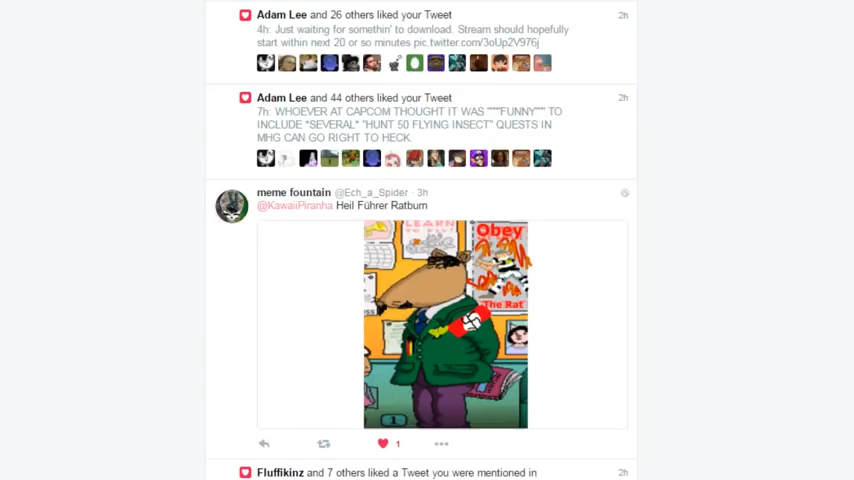 Adam Lee and 26 others liked your Tweet 2h
4h: Just waiting for somethin' to download. Stream should hopefully
start within next 20 or so minutes pic.twitter.com/3oUp2V976j
Adam Lee and 44 others liked your Tweet 2h
7h: WHOEVER AT CAPCOM THOUGHT IT WAS """"FUNNY"""" TO
INCLUDE *SEVERAL* "HUNT 50 FLYING INSECT" QUESTS IN
MHG CAN GO RIGHT TO HECK.
meme fountain @Ech_a_Spider · 3h
@KawaiiPiranha Heil Führer Ratburn
LEARN
TO
Obey
The Rat
1
1
Fluffikinz and 7 others liked a Tweet you were mentioned in 2h